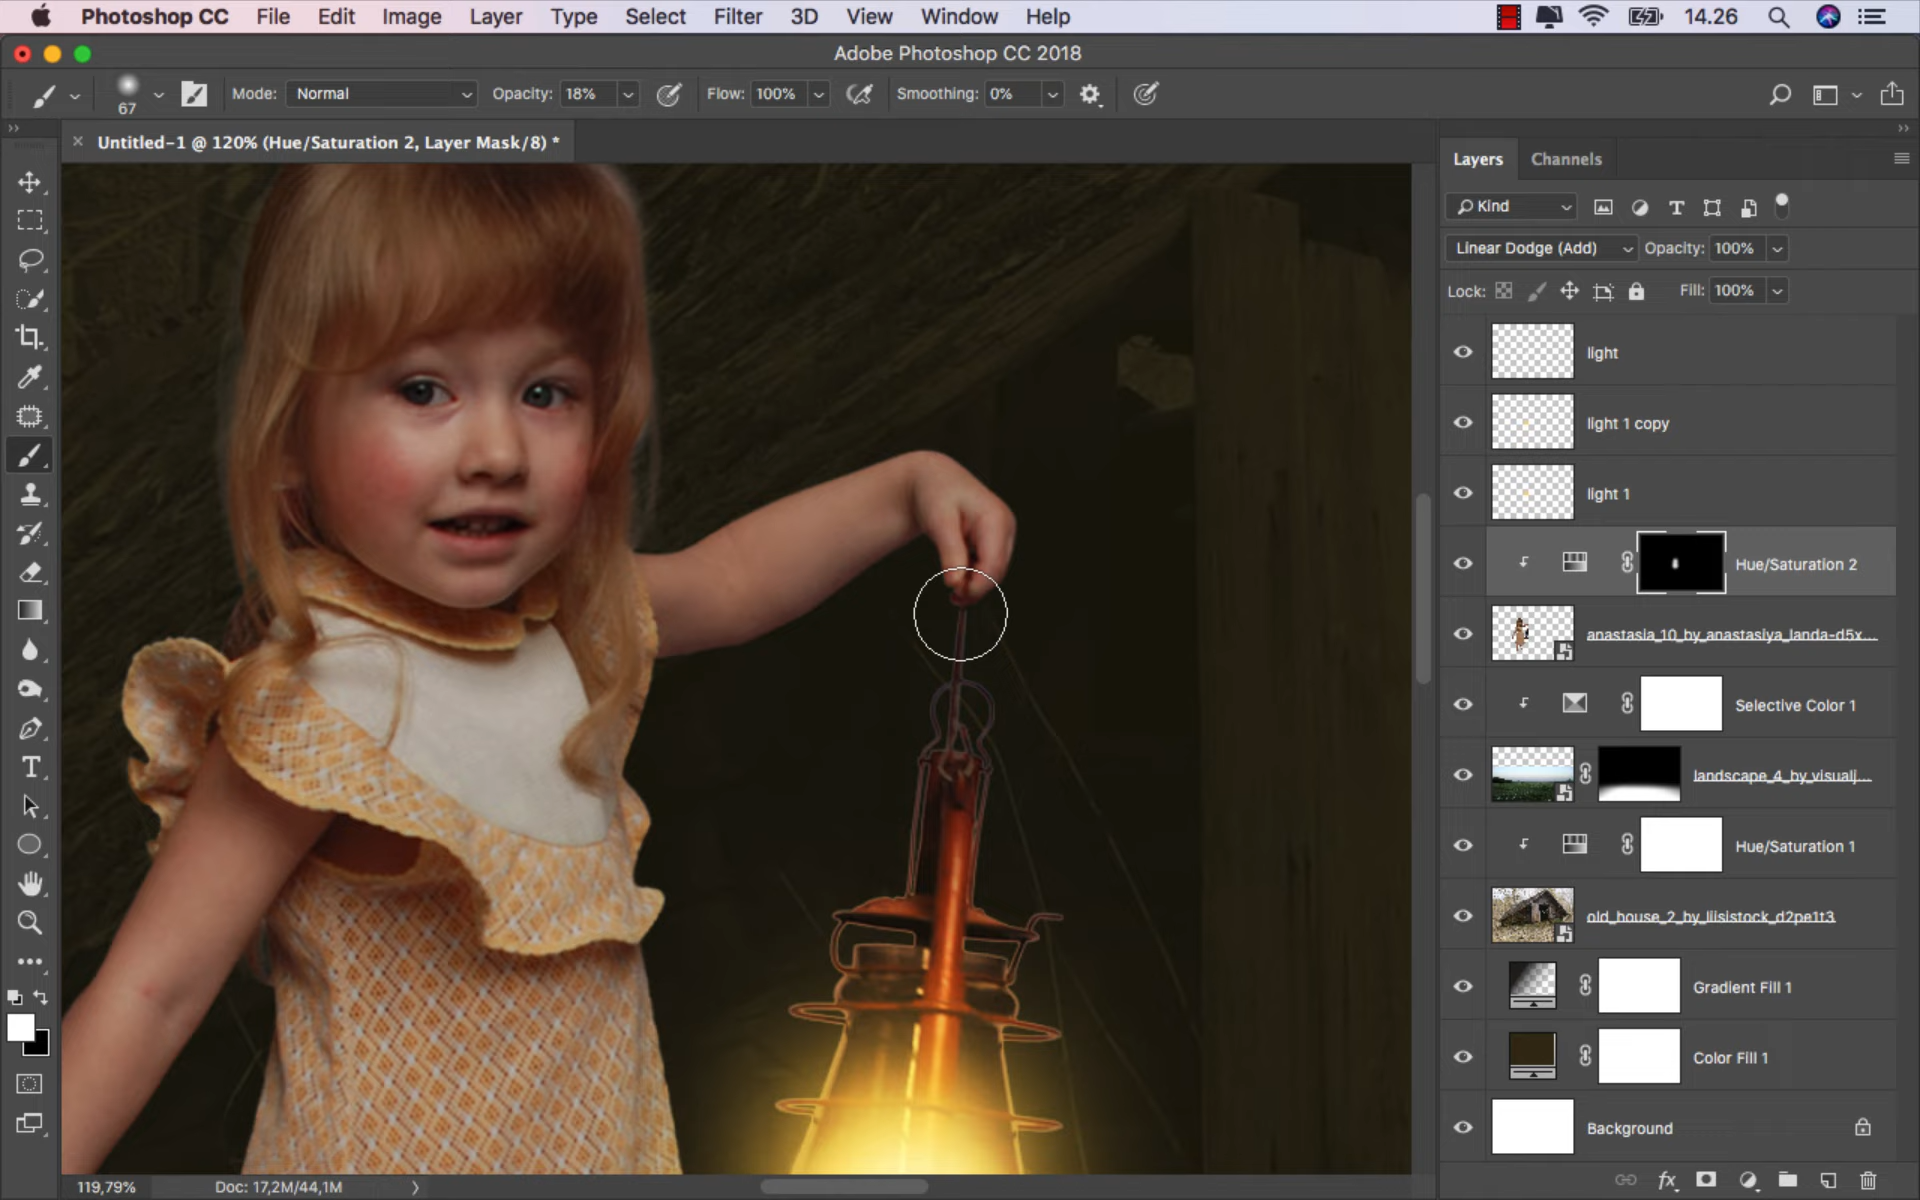 Photoshop CC File Edit Image Layer Type Select Filter 3D View Window Help 14.26
Adobe Photoshop CC 2018
67 Mode: Normal Opacity: 18% Flow: 100% Smoothing: 0%
Untitled-1 @ 120% (Hue/Saturation 2, Layer Mask/8) *
Layers Channels
Kind
Linear Dodge (Add) Opacity: 100%
Lock: Fill: 100%
light
light 1 copy
light 1
Hue/Saturation 2
anastasia_10_by_anastasiya_landa-d5x...
Selective Color 1
landscape_4_by_visualj...
Hue/Saturation 1
old_house_2_by_liisistock_d2pe1t3
Gradient Fill 1
Color Fill 1
Background
119,79% Doc: 17,2M/44,1M